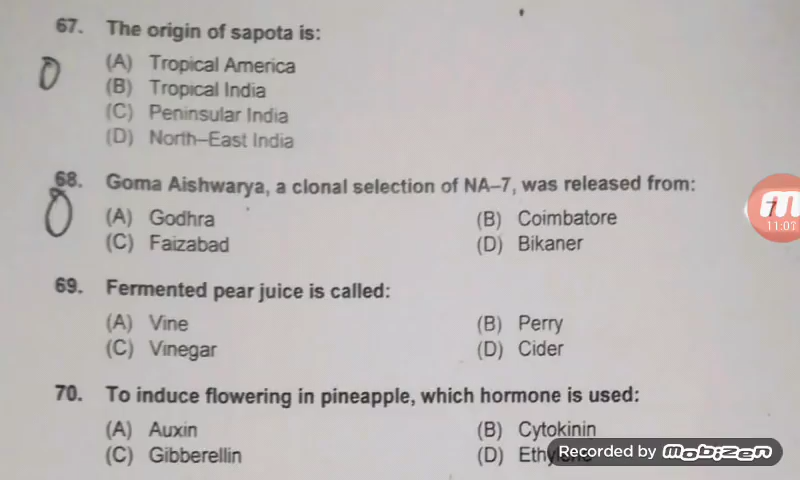 67. The origin of sapota is:
(A) Tropical America
(B) Tropical India
(C) Peninsular India
(D) North–East India
68. Goma Aishwarya, a clonal selection of NA–7, was released from:
(A) Godhra (B) Coimbatore
(C) Faizabad (D) Bikaner
7
11:07
69. Fermented pear juice is called:
(A) Vine (B) Perry
(C) Vinegar (D) Cider
70. To induce flowering in pineapple, which hormone is used:
(A) Auxin (B) Cytokinin
(C) Gibberellin (D)
Recorded by Mobizen